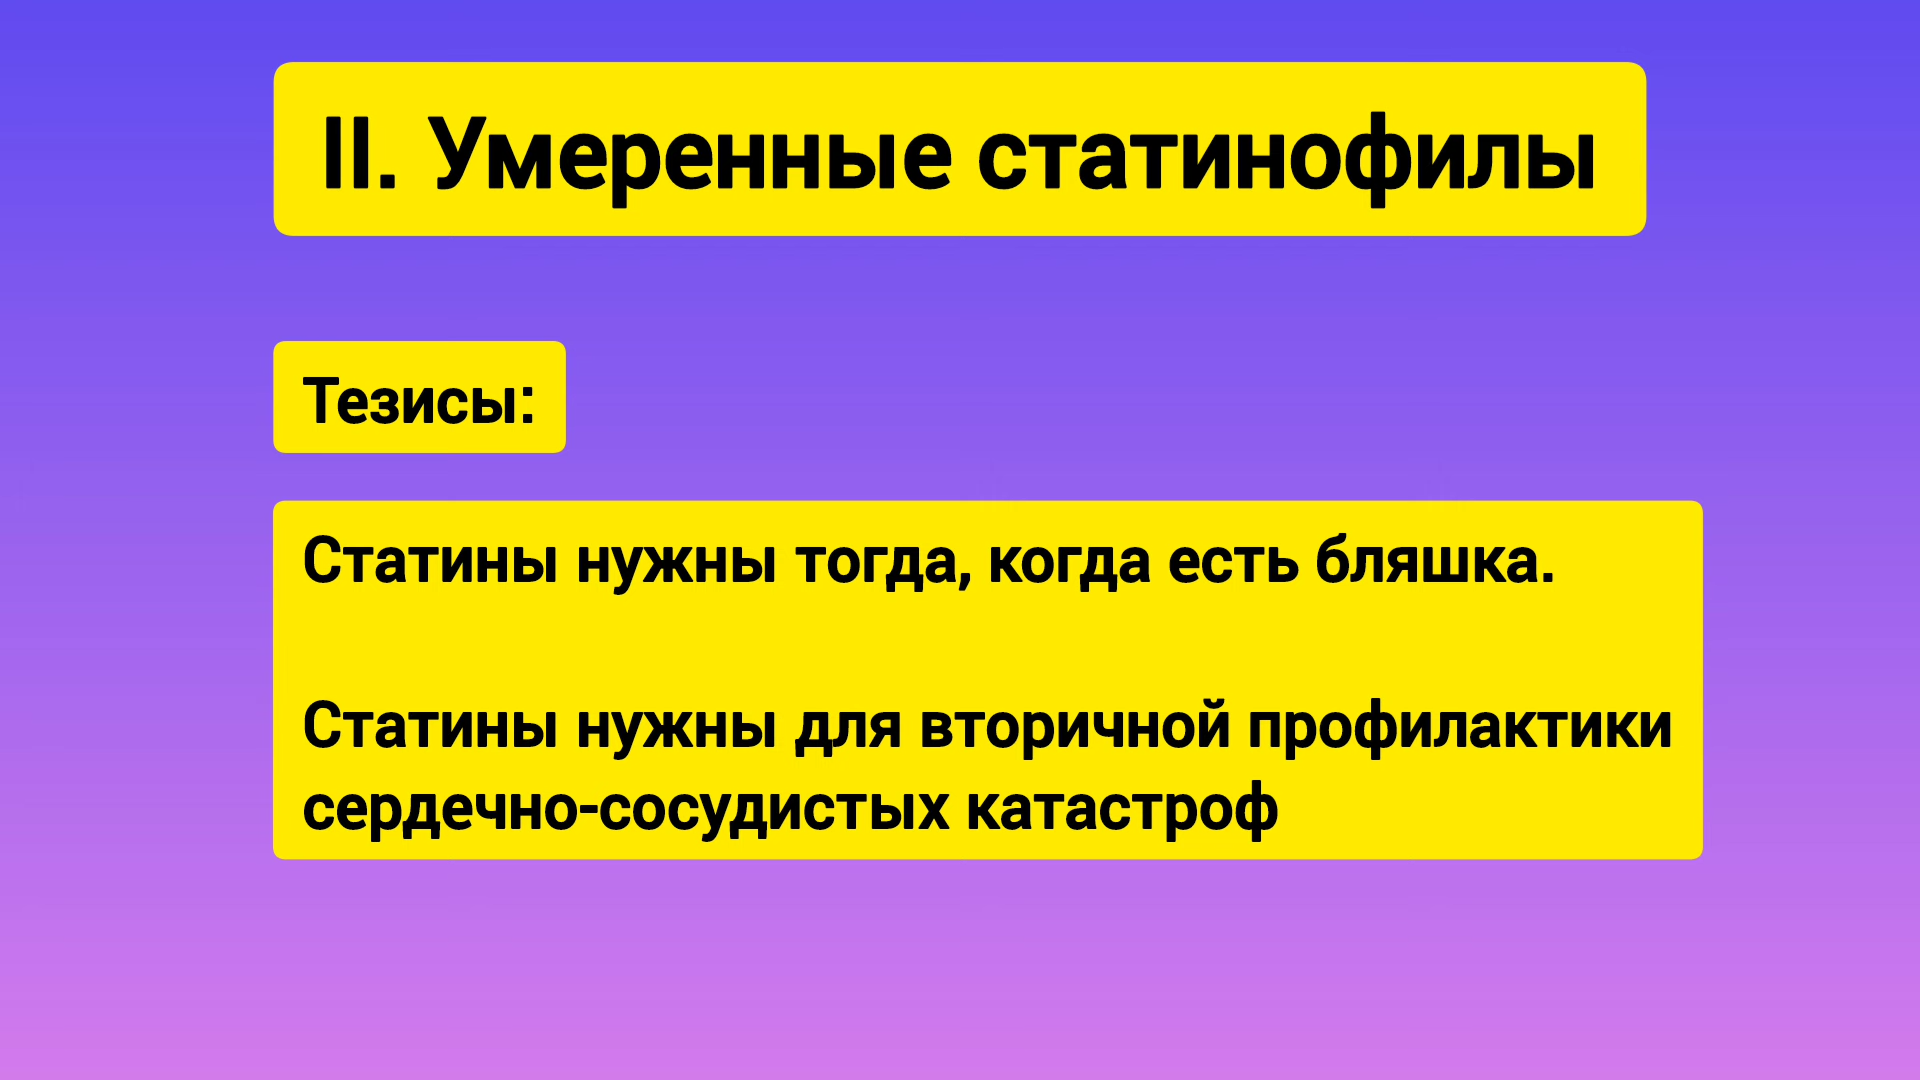 II. Умеренные статинофилы
Тезисы:
Статины нужны тогда, когда есть бляшка.
Статины нужны для вторичной профилактики
сердечно-сосудистых катастроф